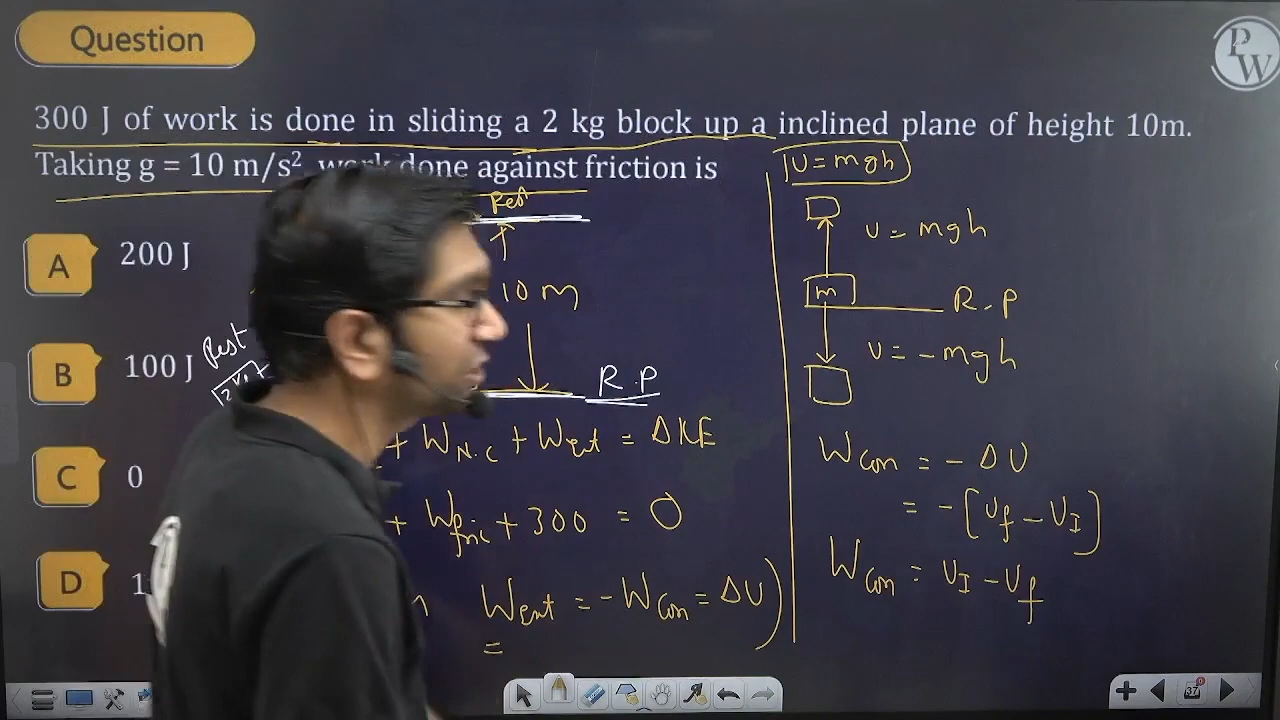 Question
PW
300 J of work is done in sliding a 2 kg block up a inclined plane of height 10m.
Taking g = 10 m/s², work done against friction is
A 200 J
B 100 J
C 0
D 1
Rest
10 m
R.P
Rest
+ W_N.C + W_ext = ΔKE
+ W_fric + 300 = 0
W_ext = -W_con = ΔU)
=
U = mgh
U = mgh
m
R.P
U = -mgh
W_con = -ΔU
= -[U_f - U_I]
W_con = U_I - U_f
37